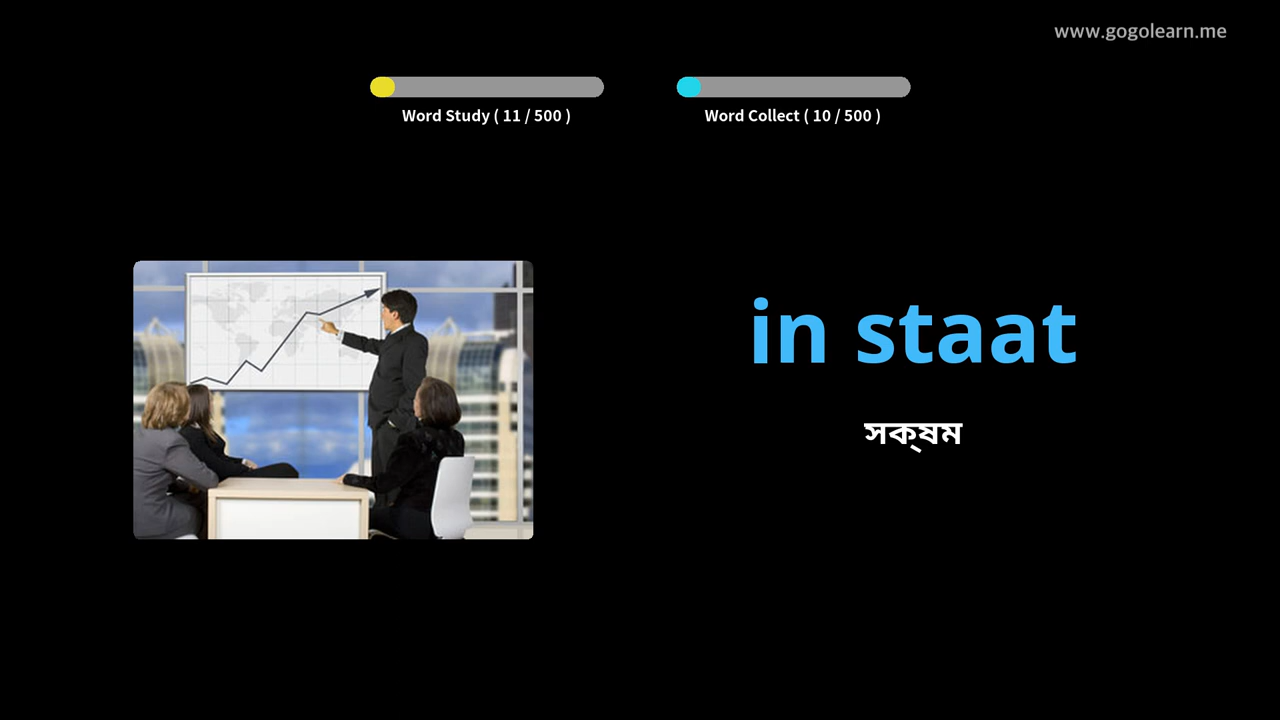 www.gogolearn.me
Word Study ( 11 / 500 )
Word Collect ( 10 / 500 )
in staat
সক্ষম